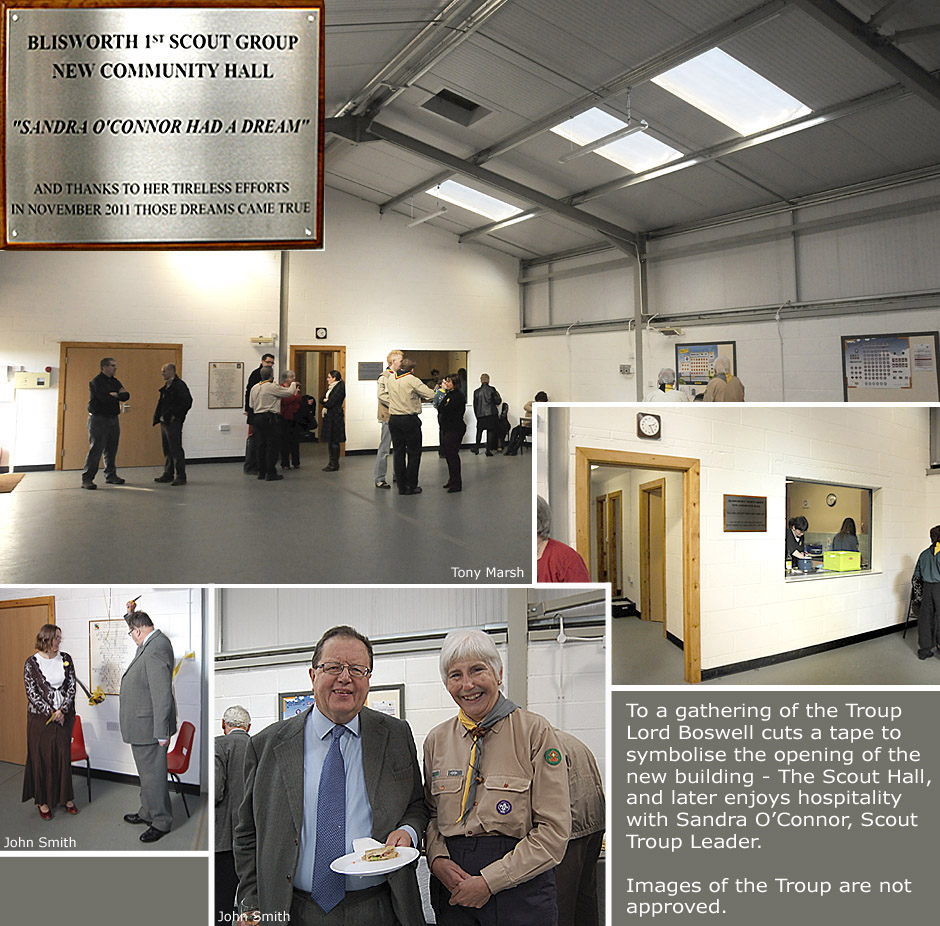 BLISWORTH 1ST SCOUT GROUP
NEW COMMUNITY HALL
"SANDRA O'CONNOR HAD A DREAM"
AND THANKS TO HER TIRELESS EFFORTS
IN NOVEMBER 2011 THOSE DREAMS CAME TRUE
Tony Marsh
John Smith
John Smith
To a gathering of the Troup
Lord Boswell cuts a tape to
symbolise the opening of the
new building - The Scout Hall,
and later enjoys hospitality
with Sandra O’Connor, Scout
Troup Leader.
Images of the Troup are not
approved.